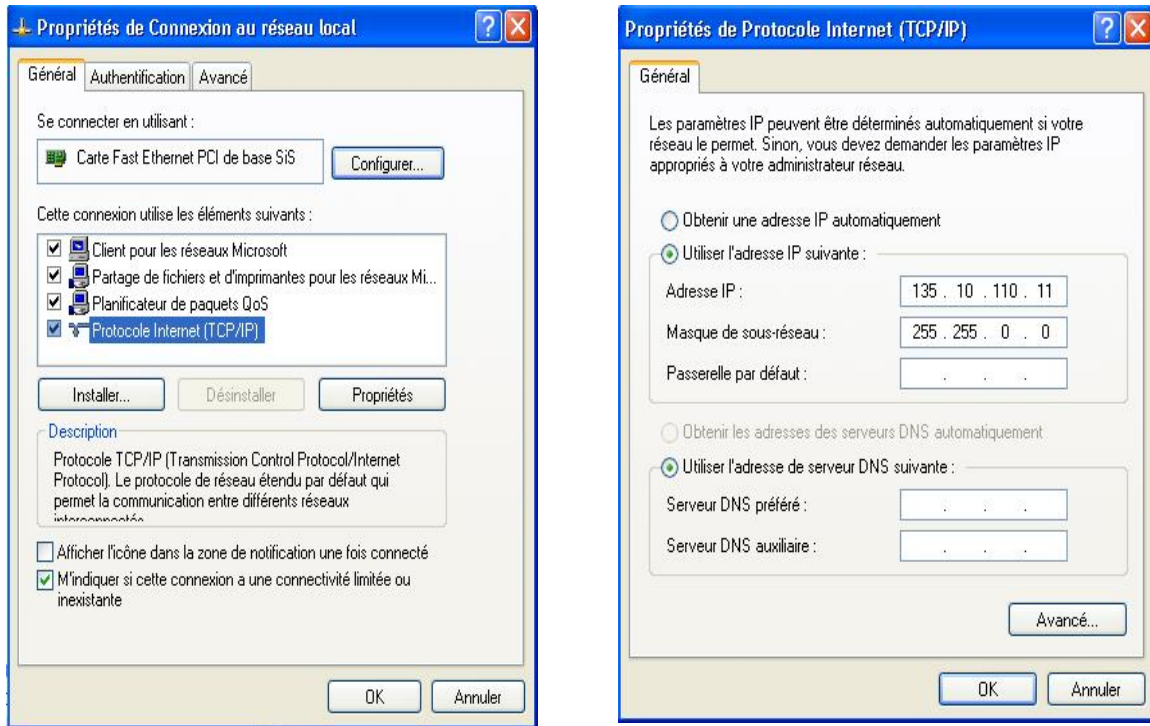 Propriétés de Connexion au réseau local
Général
Authentification
Avancé
Se connecter en utilisant :
Carte Fast Ethernet PCI de base SiS
Configurer...
Cette connexion utilise les éléments suivants :
Client pour les réseaux Microsoft
Partage de fichiers et d'imprimantes pour les réseaux Mi...
Planificateur de paquets QoS
Protocole Internet (TCP/IP)
Installer...
Désinstaller
Propriétés
Description
Protocole TCP/IP (Transmission Control Protocol/Internet
Protocol). Le protocole de réseau étendu par défaut qui
permet la communication entre différents réseaux
interconnectés.
Afficher l'icône dans la zone de notification une fois connecté
M'indiquer si cette connexion a une connectivité limitée ou
inexistante
OK
Annuler
Propriétés de Protocole Internet (TCP/IP)
Général
Les paramètres IP peuvent être déterminés automatiquement si votre
réseau le permet. Sinon, vous devez demander les paramètres IP
appropriés à votre administrateur réseau.
Obtenir une adresse IP automatiquement
Utiliser l'adresse IP suivante :
Adresse IP :
135 . 10 . 110 . 11
Masque de sous-réseau :
255 . 255 . 0 . 0
Passerelle par défaut :
. . .
Obtenir les adresses des serveurs DNS automatiquement
Utiliser l'adresse de serveur DNS suivante :
Serveur DNS préféré :
. . .
Serveur DNS auxiliaire :
. . .
Avancé...
OK
Annuler